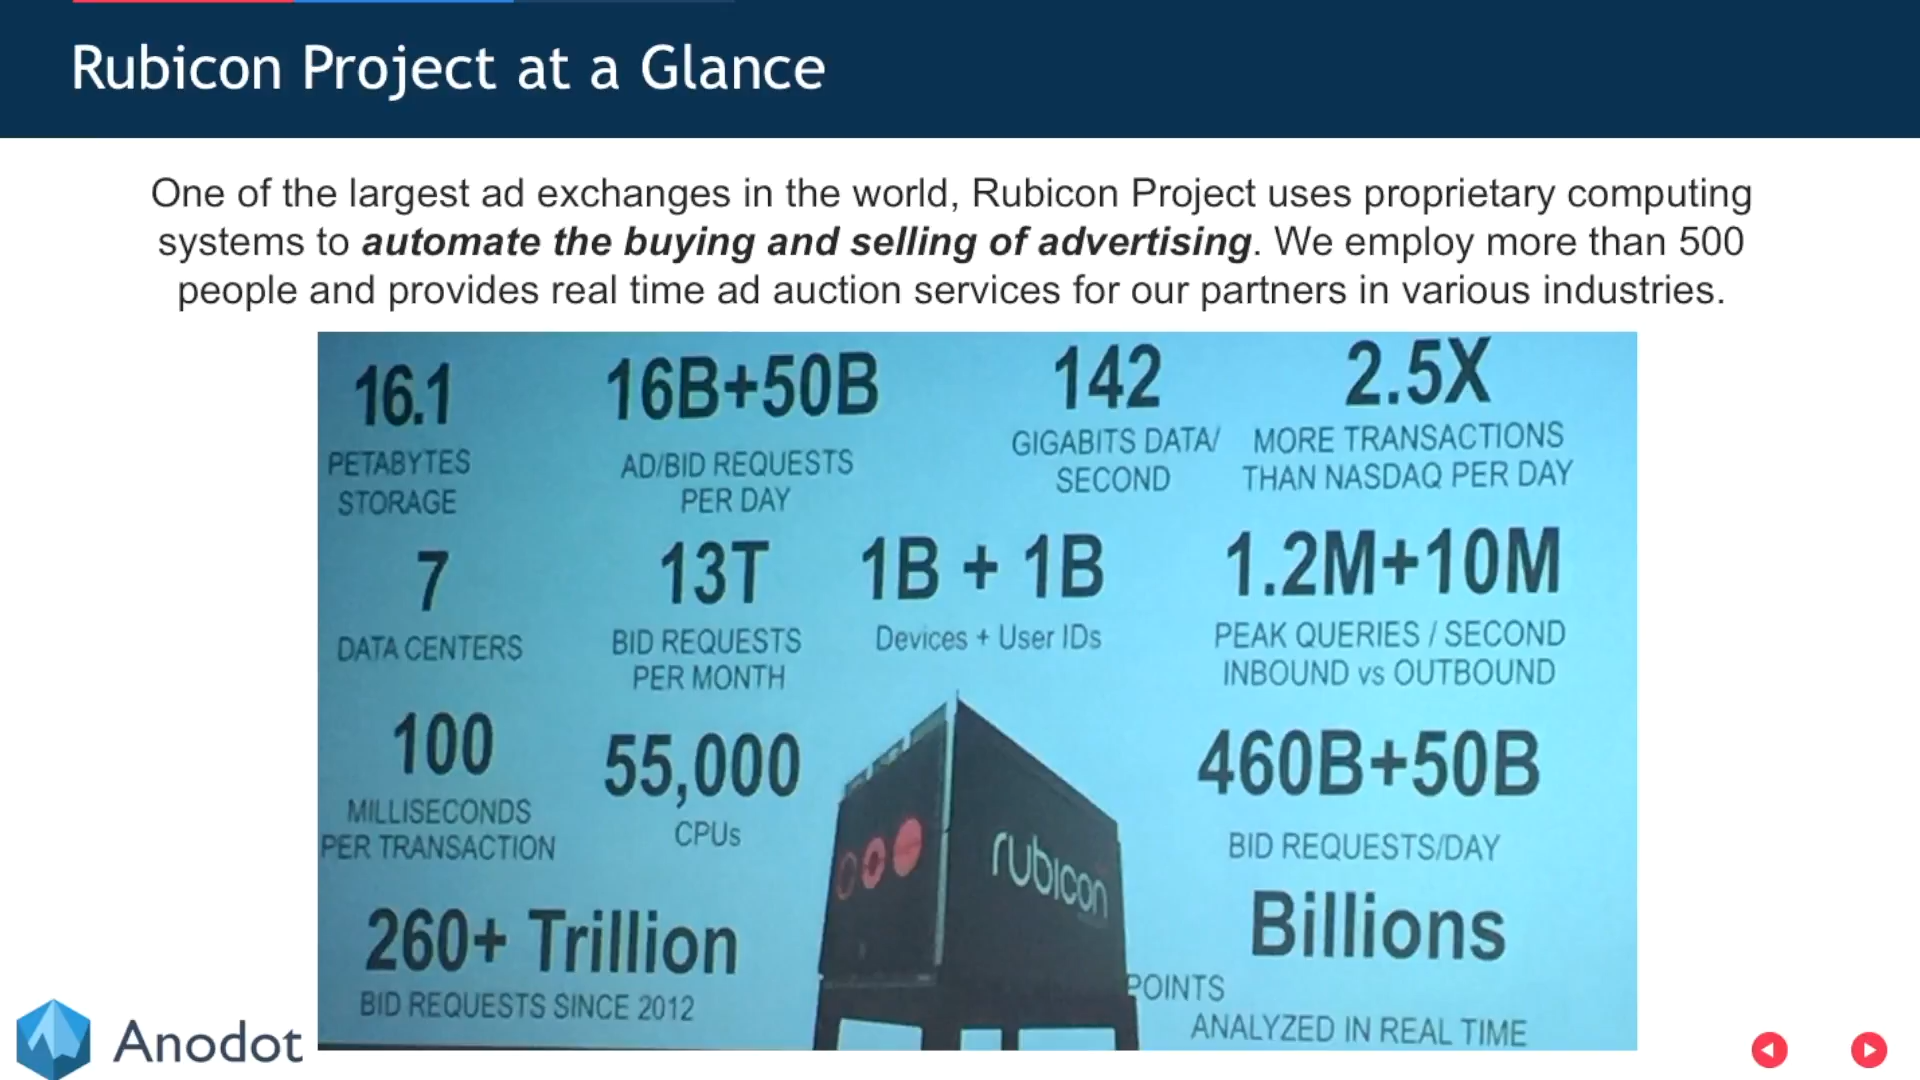 Rubicon Project at a Glance
One of the largest ad exchanges in the world, Rubicon Project uses proprietary computing
systems to automate the buying and selling of advertising. We employ more than 500
people and provides real time ad auction services for our partners in various industries.
16.1
PETABYTES
STORAGE
16B+50B
AD/BID REQUESTS
PER DAY
142
GIGABITS DATA/
SECOND
2.5X
MORE TRANSACTIONS
THAN NASDAQ PER DAY
7
DATA CENTERS
13T
BID REQUESTS
PER MONTH
1B + 1B
Devices + User IDs
1.2M+10M
PEAK QUERIES / SECOND
INBOUND vs OUTBOUND
100
MILLISECONDS
PER TRANSACTION
55,000
CPUs
rubicon
460B+50B
BID REQUESTS/DAY
260+ Trillion
BID REQUESTS SINCE 2012
Billions
POINTS
ANALYZED IN REAL TIME
Anodot